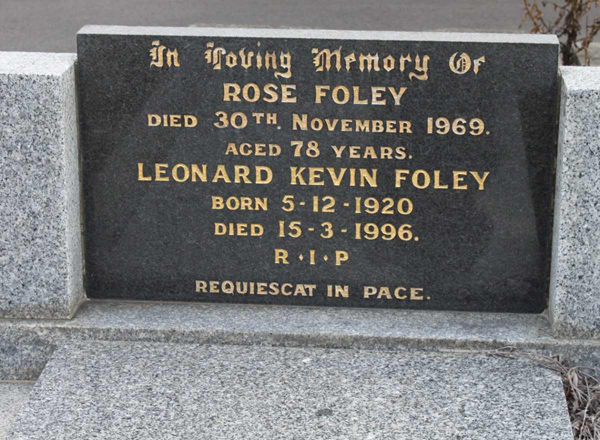 In Loving Memory Of
ROSE FOLEY
DIED 30TH. NOVEMBER 1969.
AGED 78 YEARS.
LEONARD KEVIN FOLEY
BORN 5-12-1920
DIED 15-3-1996.
R·I·P
REQUIESCAT IN PACE.